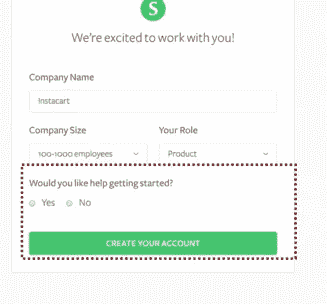 S
We're excited to work with you!
Company Name
Instacart
Company Size Your Role
100-1000 employees Product
Would you like help getting started?
Yes No
CREATE YOUR ACCOUNT